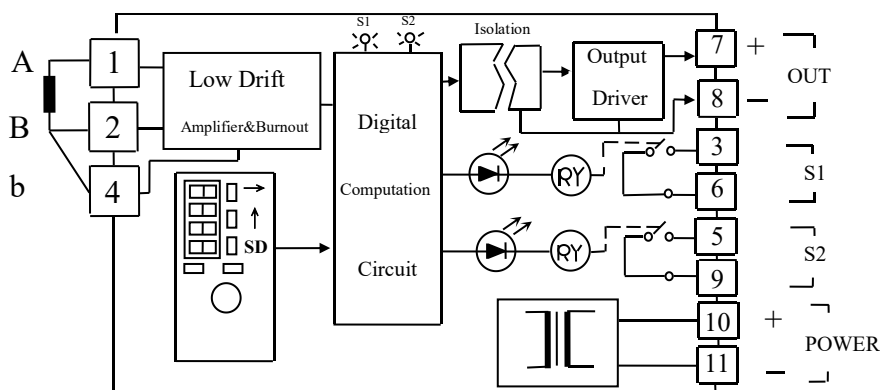 S1
S2
Isolation
A
B
b
1
2
4
Low Drift
Amplifier&Burnout
SD
Digital
Computation
Circuit
Output
Driver
RY
RY
7
8
3
6
5
9
10
11
+
−
OUT
S1
S2
+
−
POWER